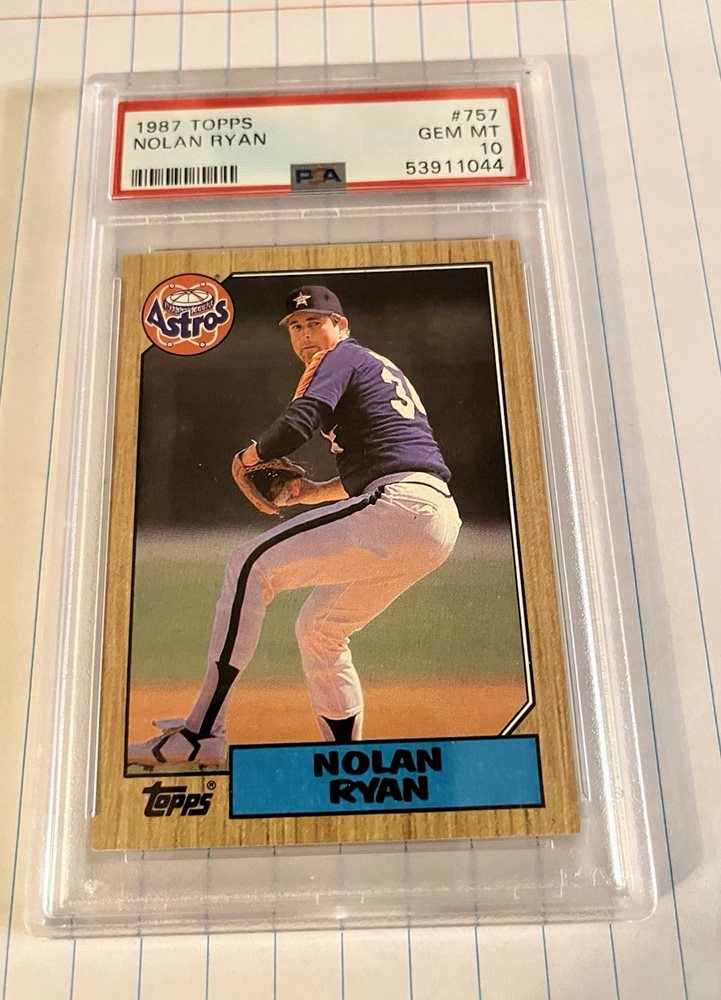 1987 TOPPS
NOLAN RYAN
#757
GEM MT
10
53911044
PSA
Astros
NOLAN
RYAN
Topps®